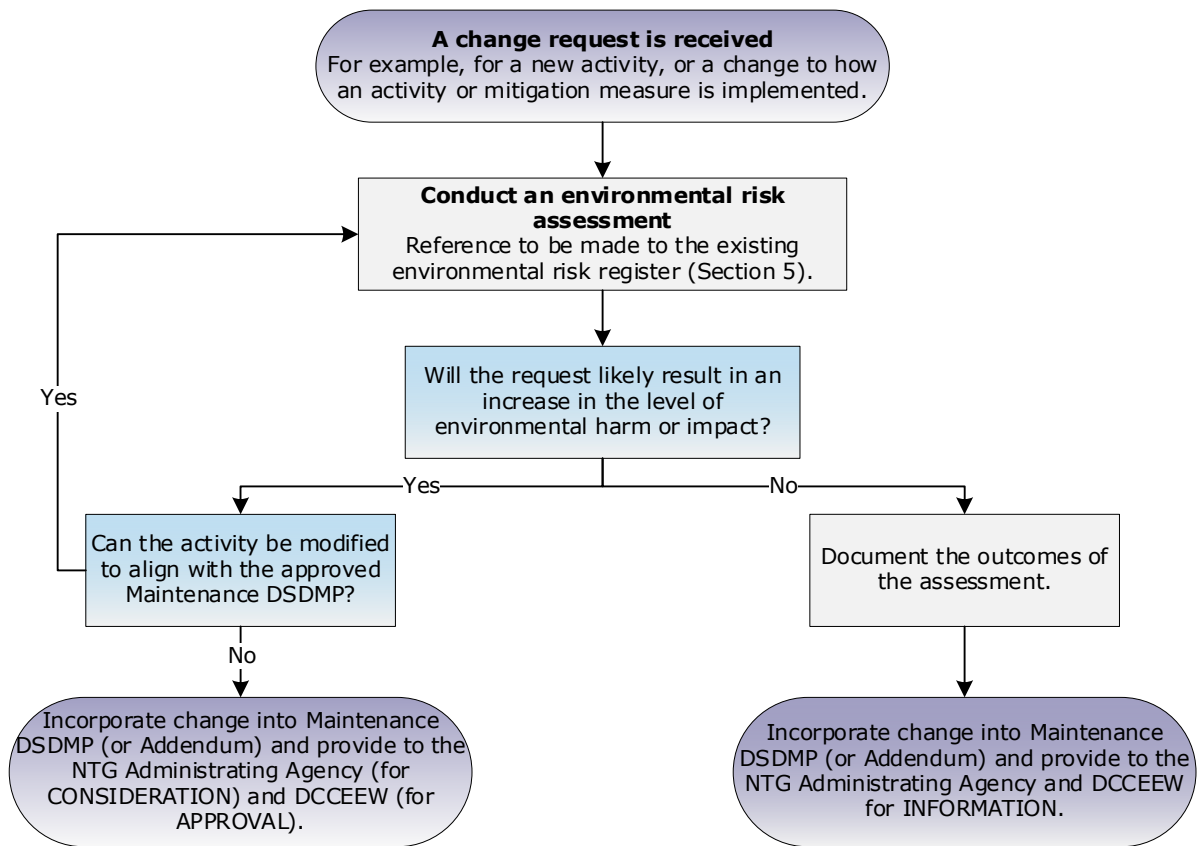 A change request is received
For example, for a new activity, or a change to how
an activity or mitigation measure is implemented.
Conduct an environmental risk
assessment
Reference to be made to the existing
environmental risk register (Section 5).
Yes
Will the request likely result in an
increase in the level of
environmental harm or impact?
Yes
No
Can the activity be modified
to align with the approved
Maintenance DSDMP?
Document the outcomes of
the assessment.
No
Incorporate change into Maintenance
DSDMP (or Addendum) and provide to the
NTG Administrating Agency (for
CONSIDERATION) and DCCEEW (for
APPROVAL).
Incorporate change into Maintenance
DSDMP (or Addendum) and provide to the
NTG Administrating Agency and DCCEEW
for INFORMATION.